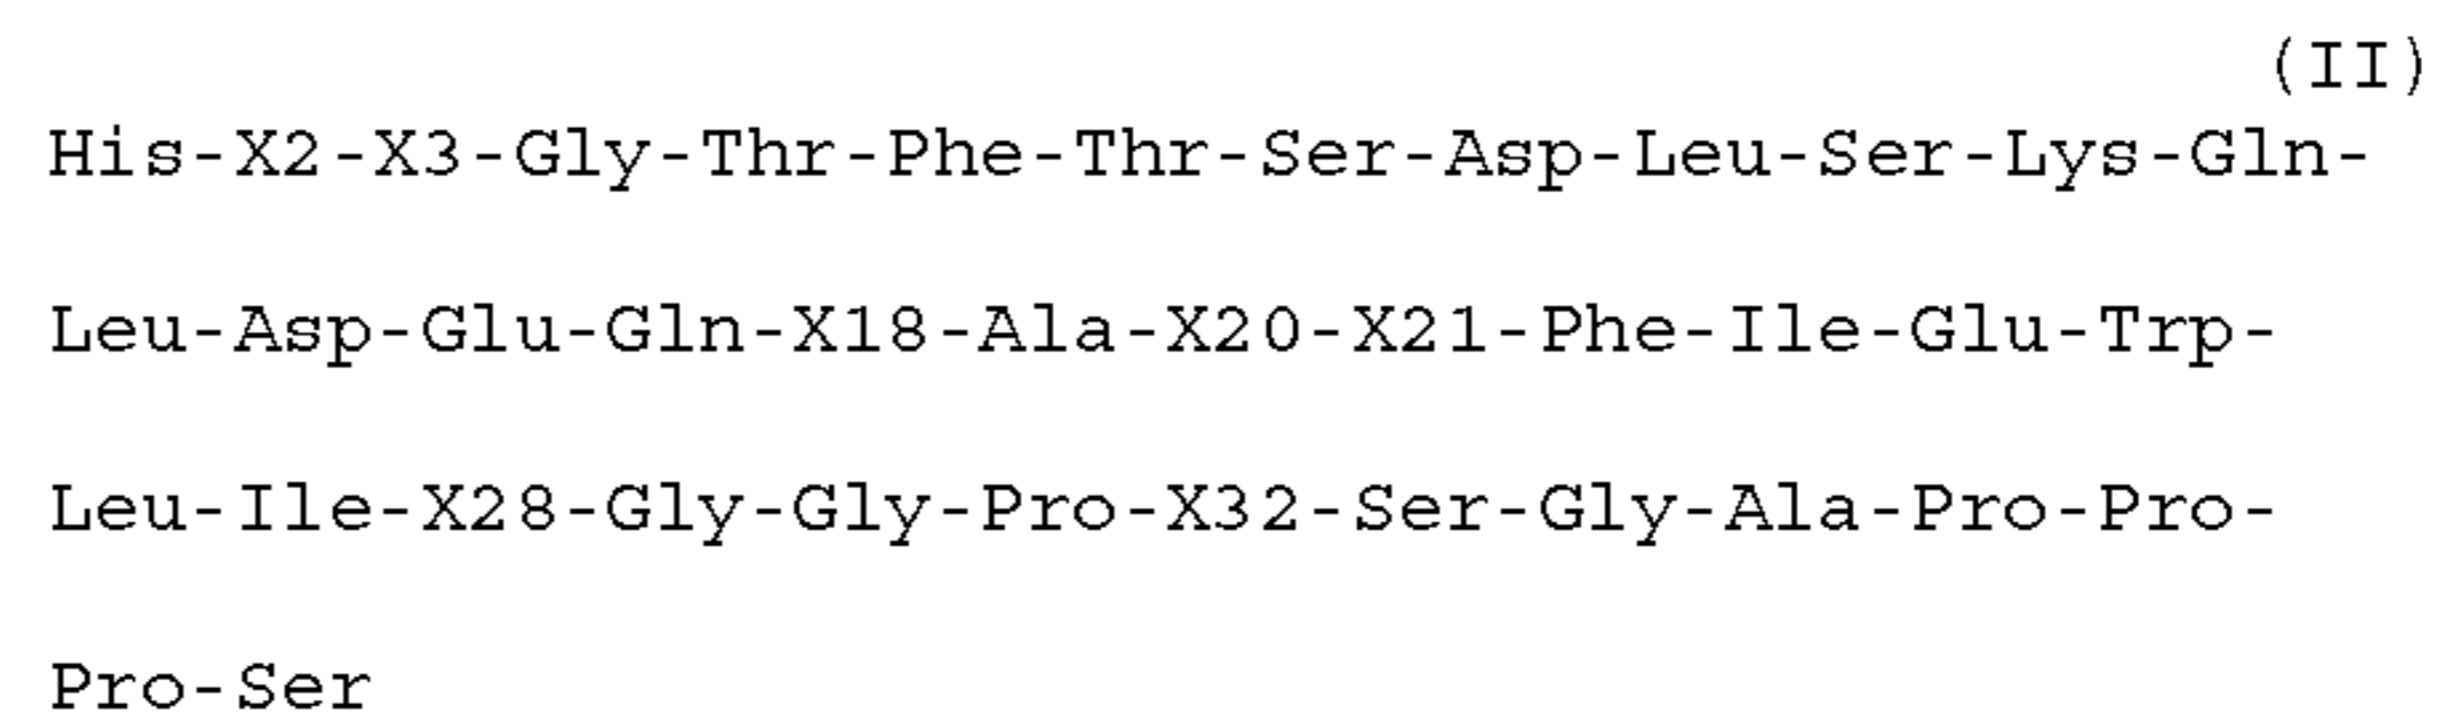 (II)
His-X2-X3-Gly-Thr-Phe-Thr-Ser-Asp-Leu-Ser-Lys-Gln-
Leu-Asp-Glu-Gln-X18-Ala-X20-X21-Phe-Ile-Glu-Trp-
Leu-Ile-X28-Gly-Gly-Pro-X32-Ser-Gly-Ala-Pro-Pro-
Pro-Ser